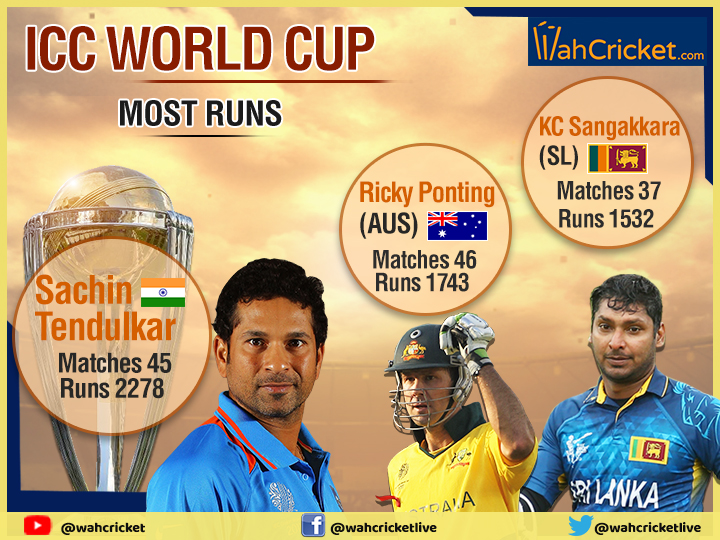 ICC WORLD CUP
MOST RUNS
WahCricket.com
KC Sangakkara
(SL)
Matches 37
Runs 1532
Ricky Ponting
(AUS)
Matches 46
Runs 1743
Sachin
Tendulkar
Matches 45
Runs 2278
SRI LANKA
@wahcricket
@wahcricketlive
@wahcricketlive